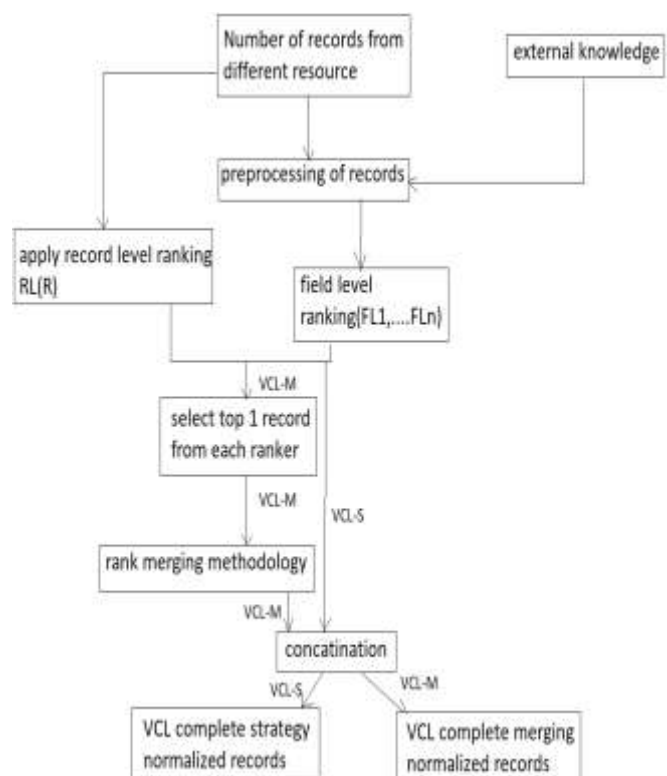 Number of records from
different resource
external knowledge
preprocessing of records
apply record level ranking
RL(R)
field level
ranking(FL1,....FLn)
VCL-M
select top 1 record
from each ranker
VCL-M
VCL-S
rank merging methodology
VCL-M
concatination
VCL-S
VCL-M
VCL complete strategy
normalized records
VCL complete merging
normalized records